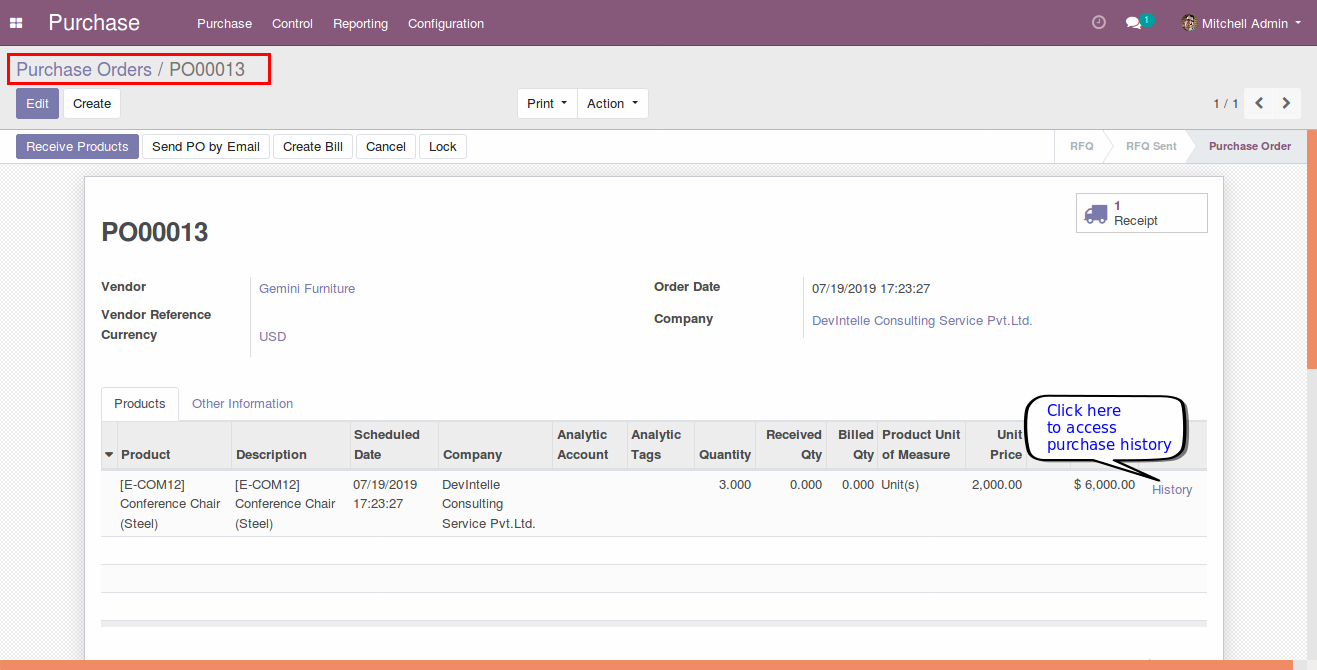 Purchase Purchase Control Reporting Configuration 1 Mitchell Admin
Purchase Orders / PO00013
Edit Create Print Action 1 / 1
Receive Products Send PO by Email Create Bill Cancel Lock RFQ RFQ Sent Purchase Order
1
Receipt
PO00013
Vendor Gemini Furniture Order Date 07/19/2019 17:23:27
Vendor Reference Company DevIntelle Consulting Service Pvt.Ltd.
Currency USD
Products Other Information
Click here
to access
purchase history
Scheduled Analytic Analytic Received Billed Product Unit Unit
Product Description Date Company Account Tags Quantity Qty Qty of Measure Price
[E-COM12] [E-COM12] 07/19/2019 DevIntelle 3.000 0.000 0.000 Unit(s) 2,000.00 $ 6,000.00 History
Conference Chair Conference Chair 17:23:27 Consulting
(Steel) (Steel) Service Pvt.Ltd.